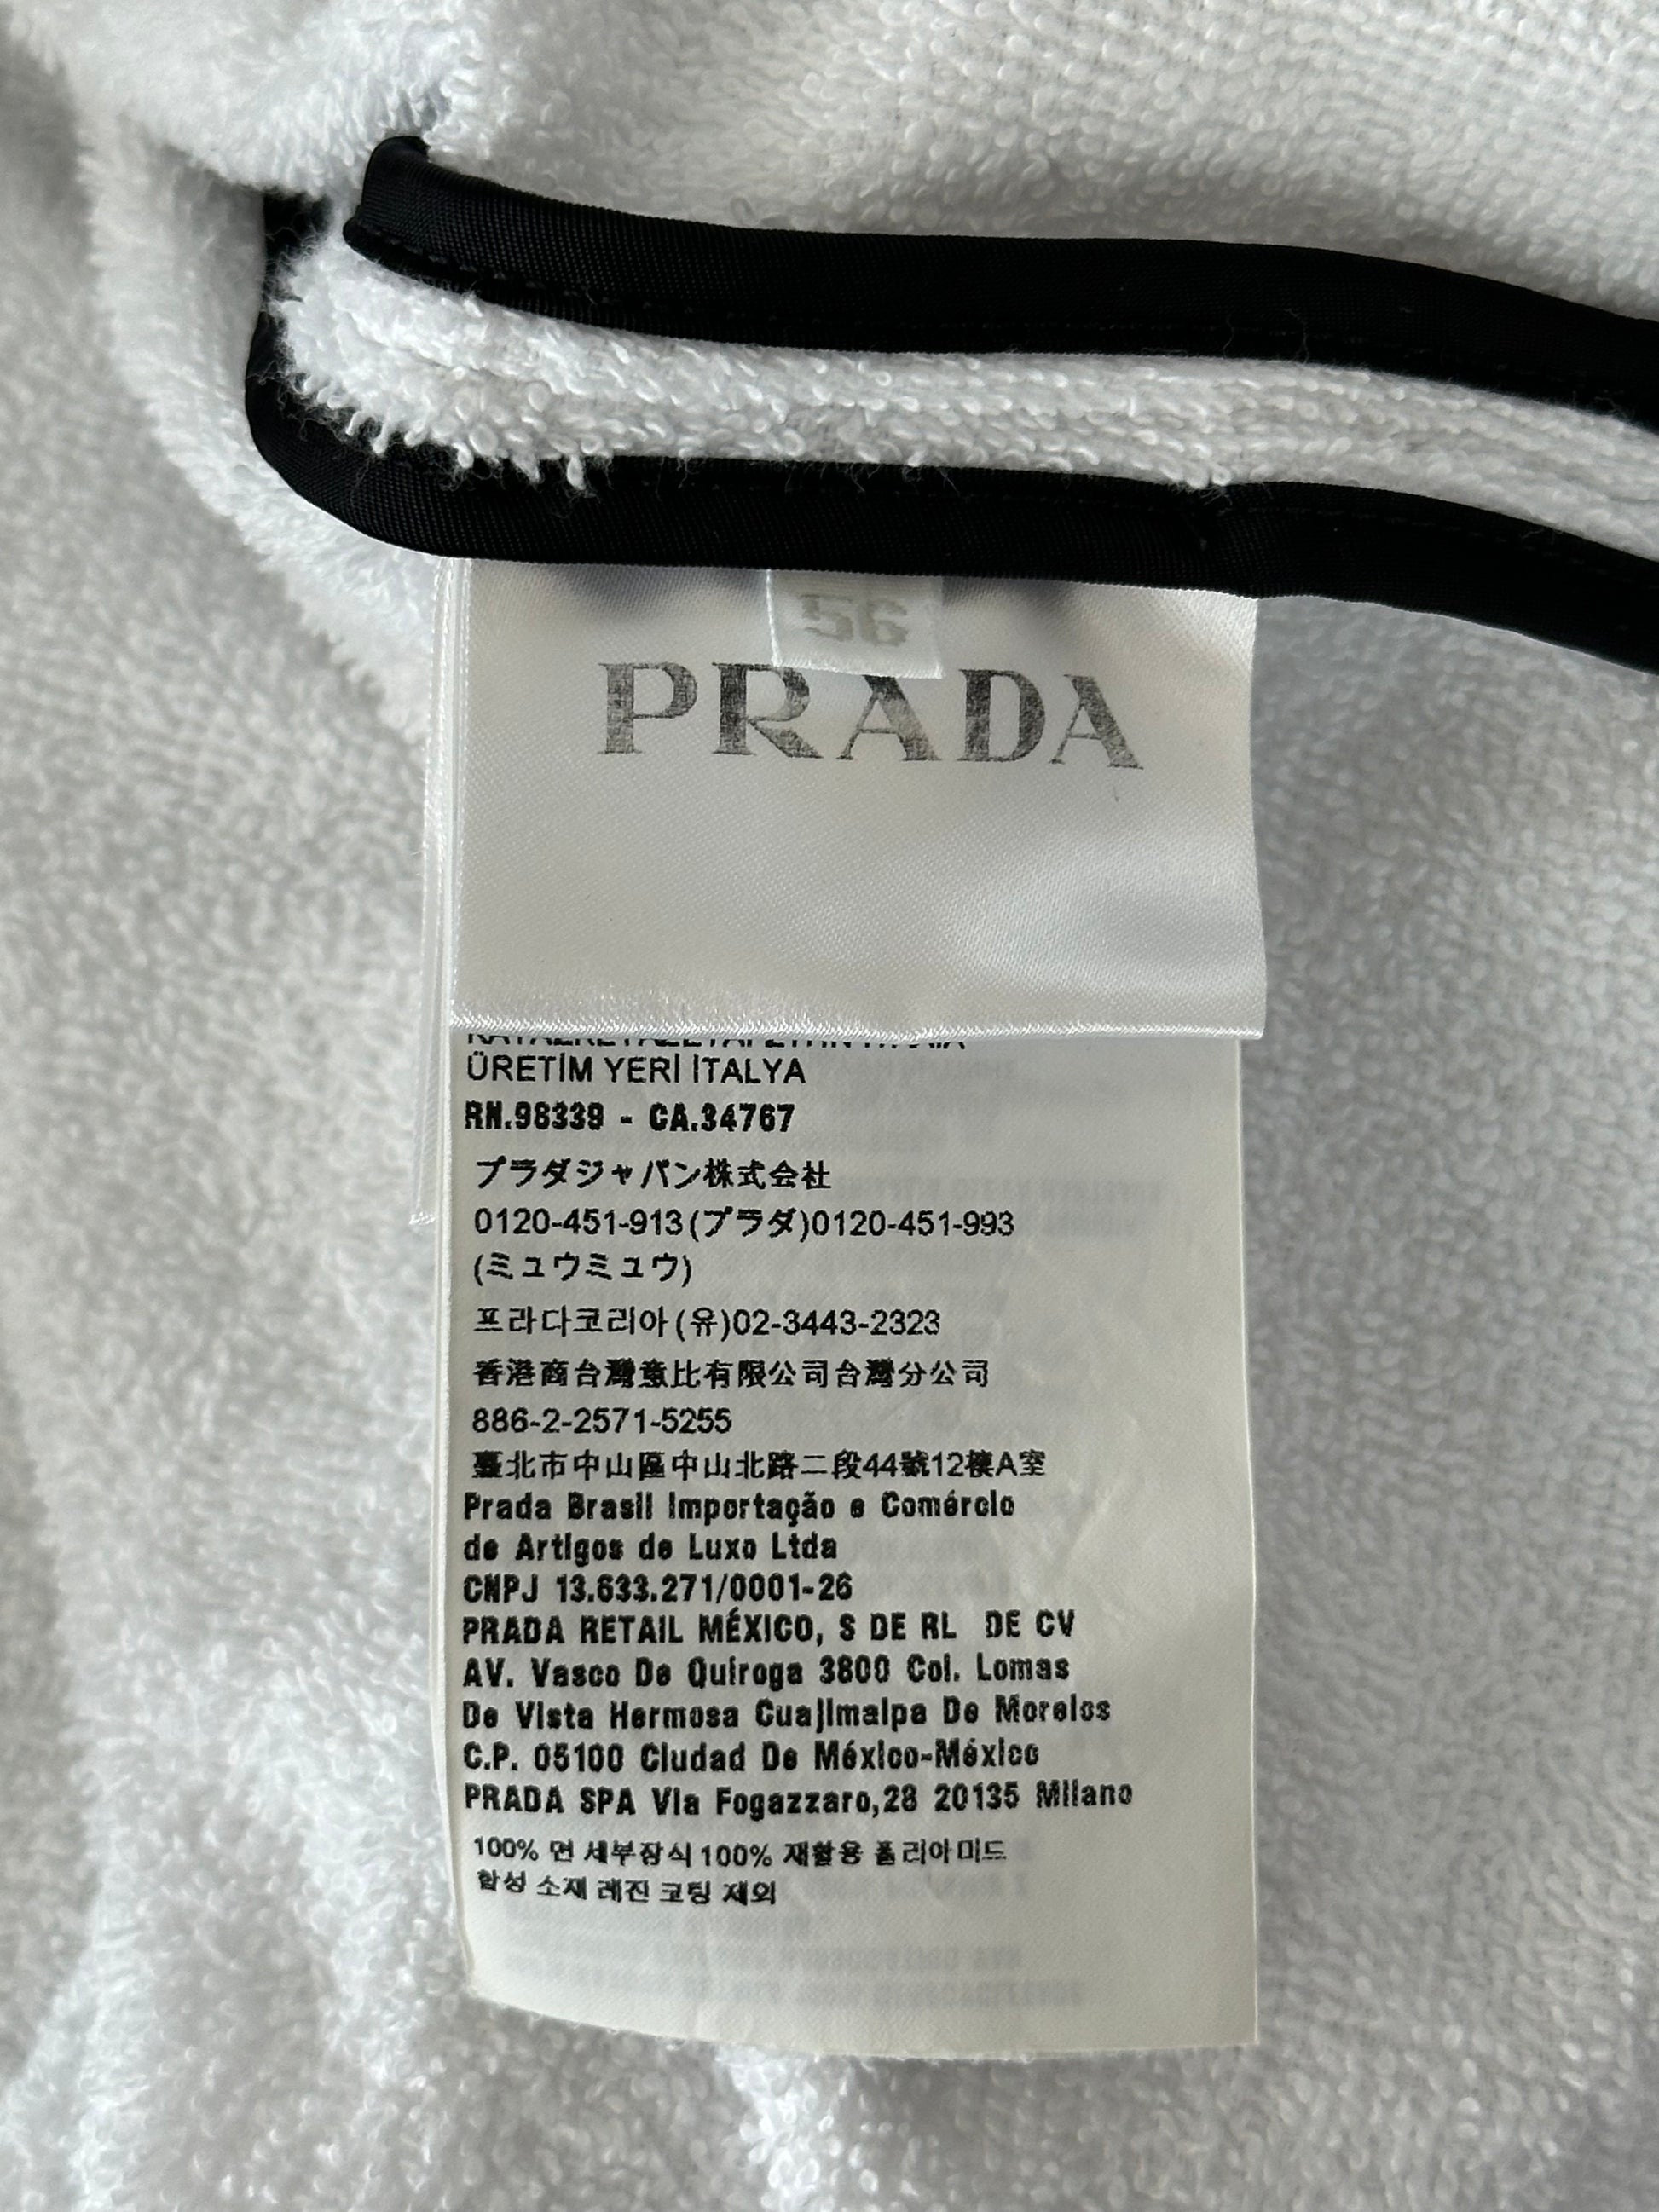 56
PRADA
ÜRETİM YERİ İTALYA
RN.98339 - CA.34767
プラダジャパン株式会社
0120-451-913(プラダ)0120-451-993
(ミュウミュウ)
프라다코리아(유)02-3443-2323
香港商台灣意比有限公司台灣分公司
886-2-2571-5255
臺北市中山區中山北路二段44號12樓A室
Prada Brasil Importação e Comércio
de Artigos de Luxo Ltda
CNPJ 13.633.271/0001-26
PRADA RETAIL MÉXICO, S DE RL DE CV
AV. Vasco De Quiroga 3800 Col. Lomas
De Vista Hermosa Cuajimalpa De Morelos
C.P. 05100 Ciudad De México-México
PRADA SPA Via Fogazzaro,28 20135 Milano
100% 면 세부장식 100% 재활용 폴리아미드
합성 소재 레진 코팅 제외